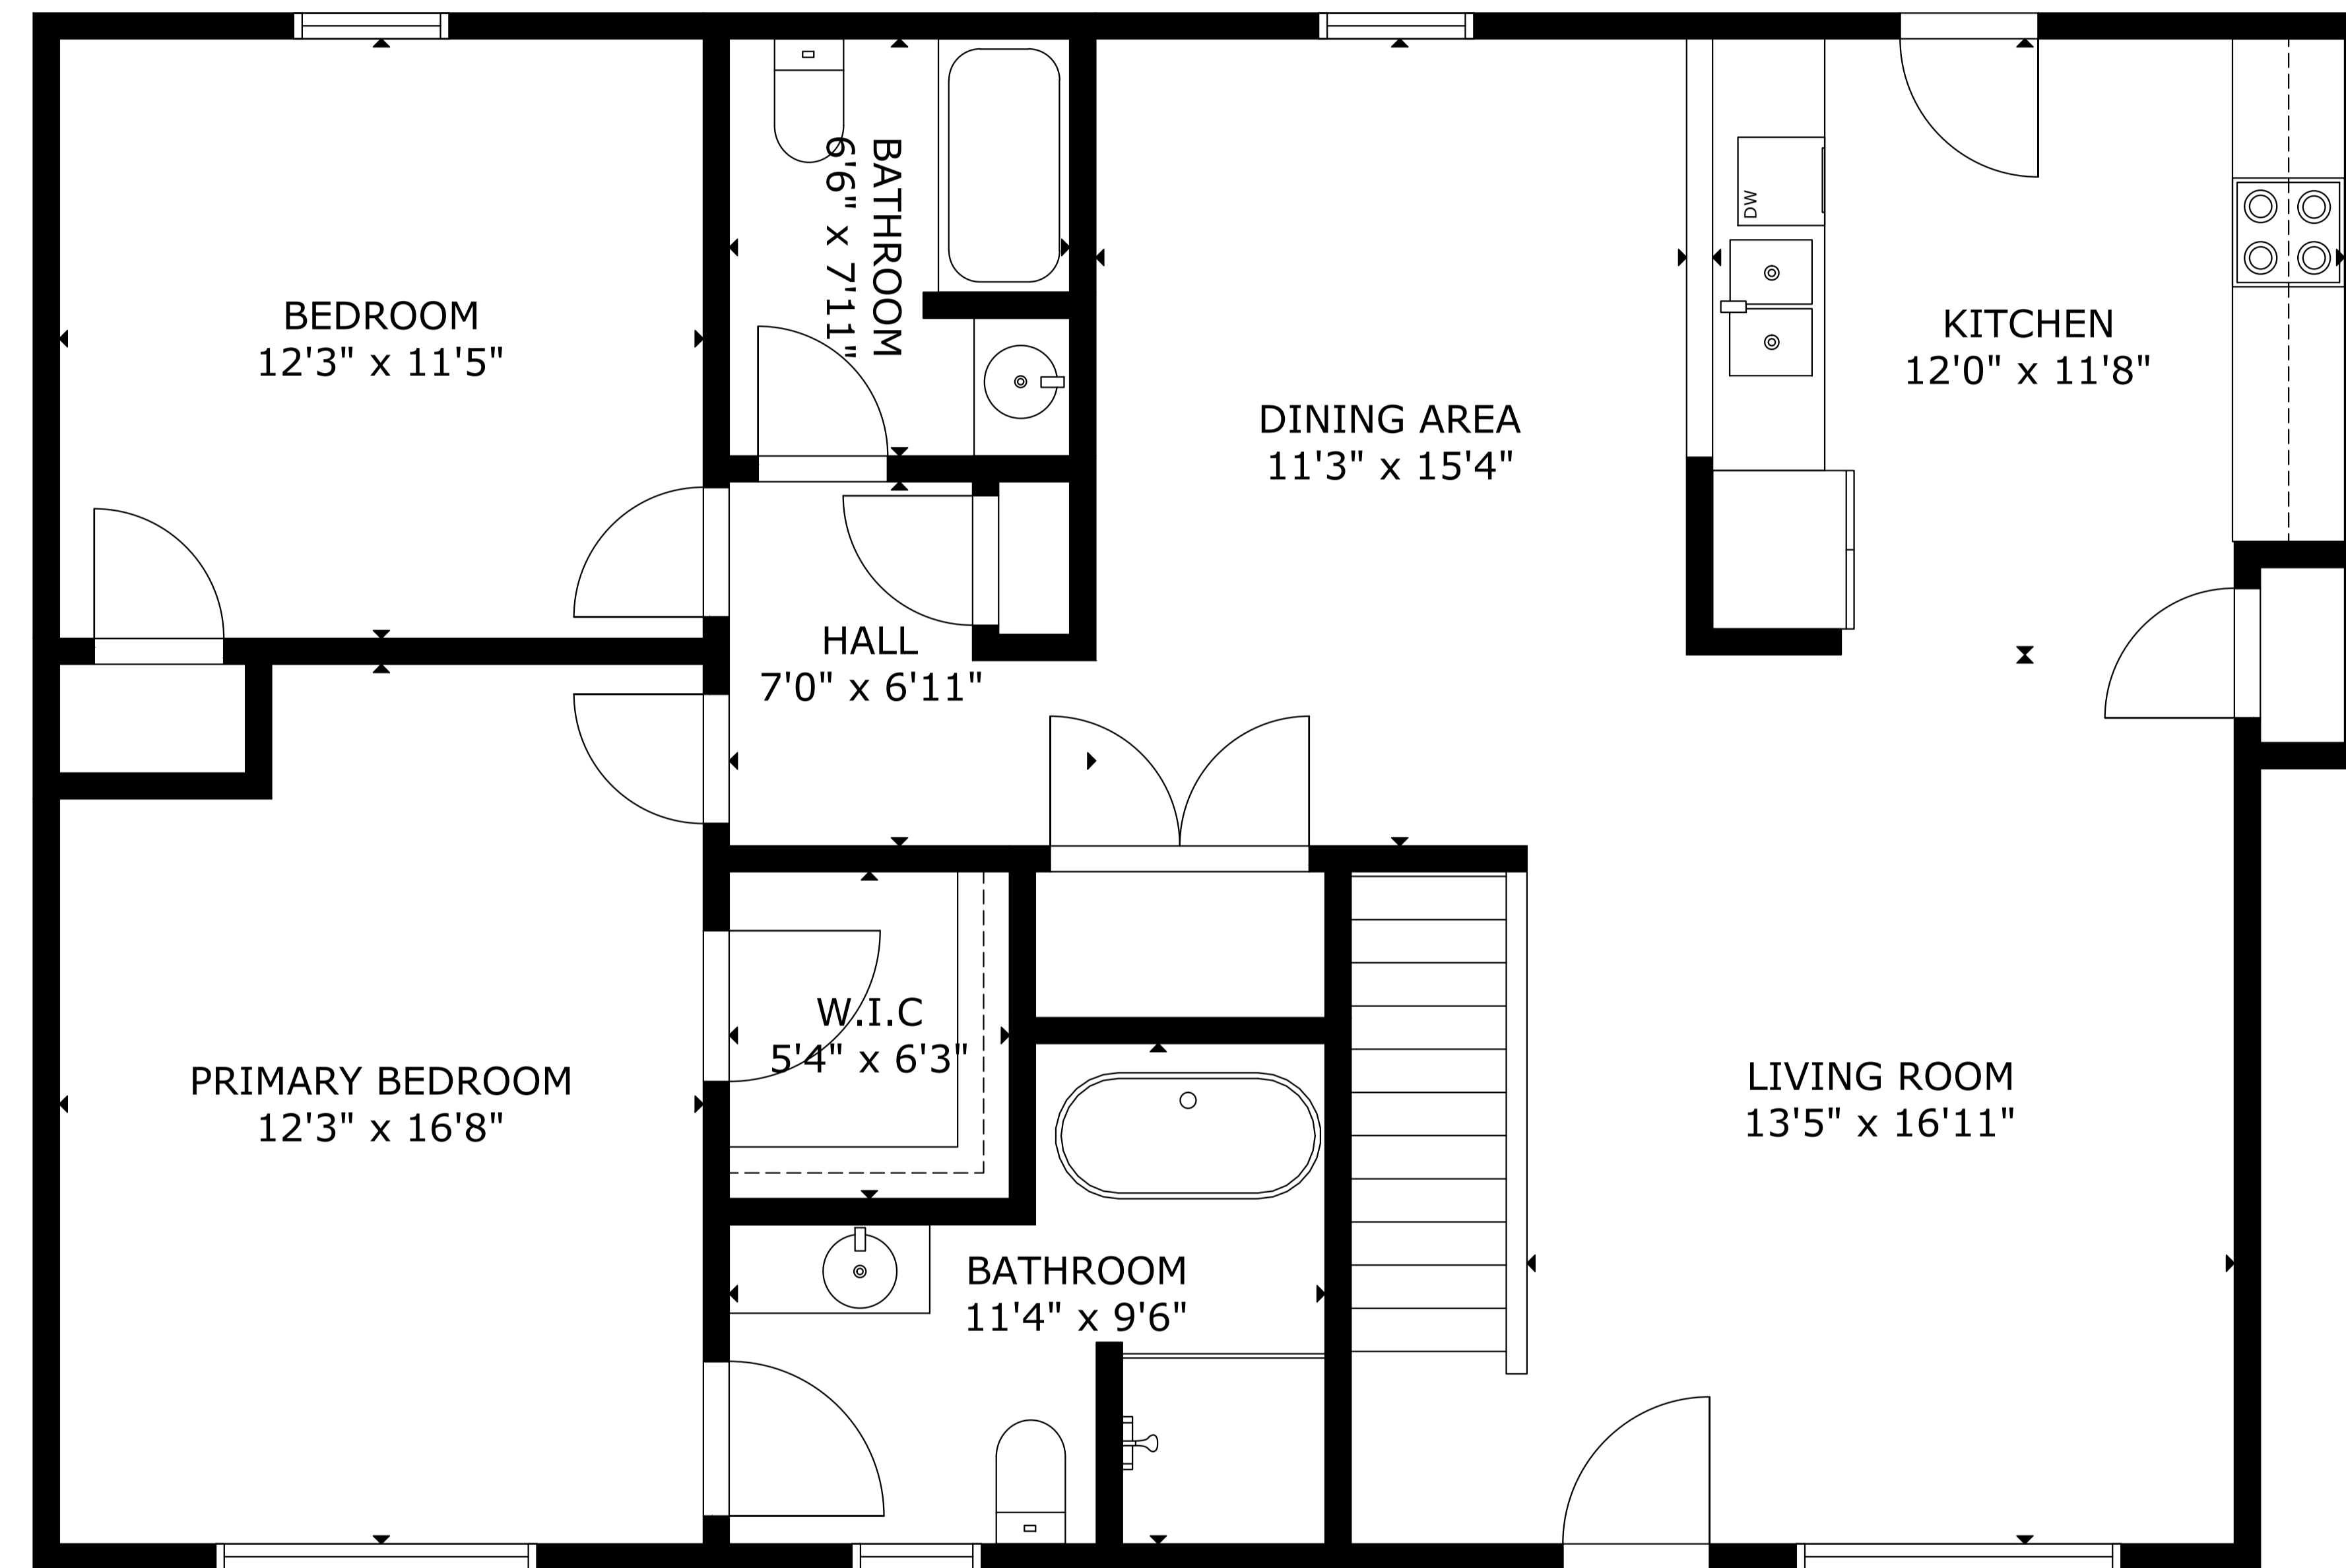 BATHROOM
6'6" x 7'11"
DW
BEDROOM
12'3" x 11'5"
KITCHEN
12'0" x 11'8"
DINING AREA
11'3" x 15'4"
HALL
7'0" x 6'11"
W.I.C
5'4" x 6'3"
PRIMARY BEDROOM
12'3" x 16'8"
LIVING ROOM
13'5" x 16'11"
BATHROOM
11'4" x 9'6"